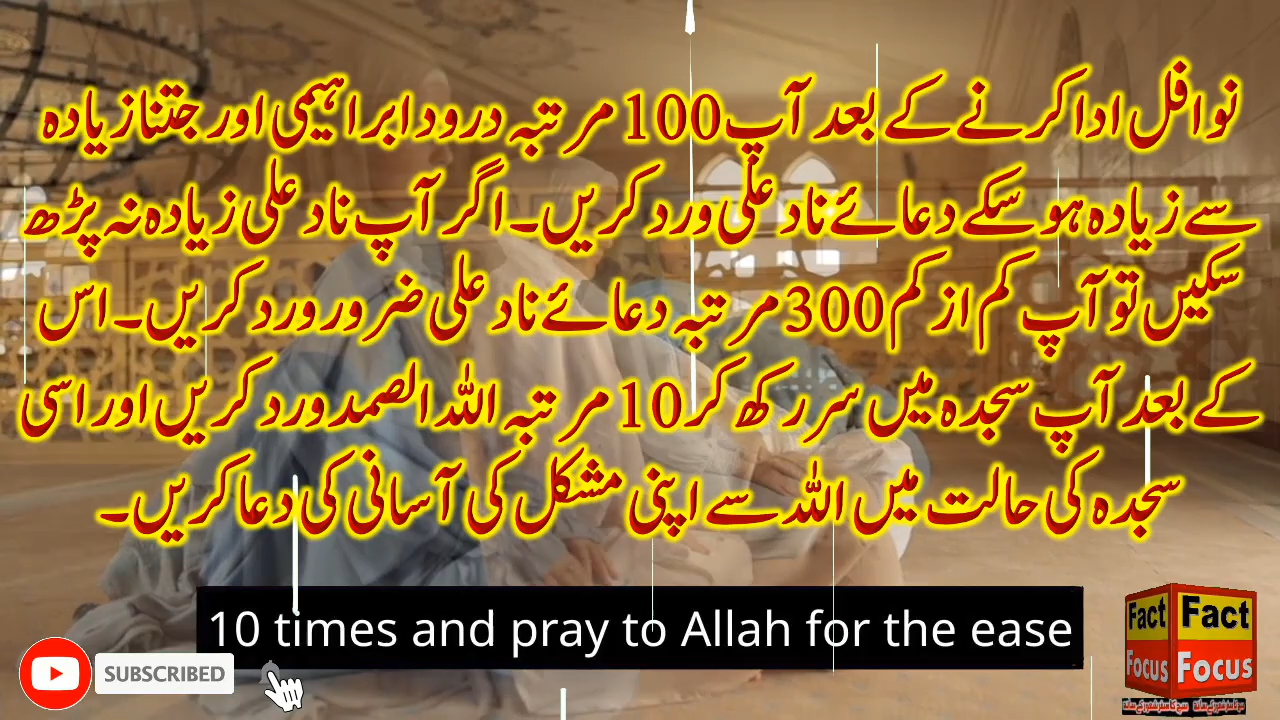 نوافل ادا کرنے کے بعد آپ 100 مرتبہ درود ابراہیمی اور جتنا زیادہ
سے زیادہ ہو سکے دعائے ناد علی ورد کریں۔ اگر آپ ناد علی زیادہ نہ پڑھ
سکیں تو آپ کم از کم 300 مرتبہ دعائے ناد علی ضرور ورد کریں۔ اس
کے بعد آپ سجدہ میں سر رکھ کر 10 مرتبہ اللہ الصمد ورد کریں اور اسی
سجدہ کی حالت میں اللہ سے اپنی مشکل کی آسانی کی دعا کریں۔
10 times and pray to Allah for the ease
SUBSCRIBED
Fact Fact
Focus Focus